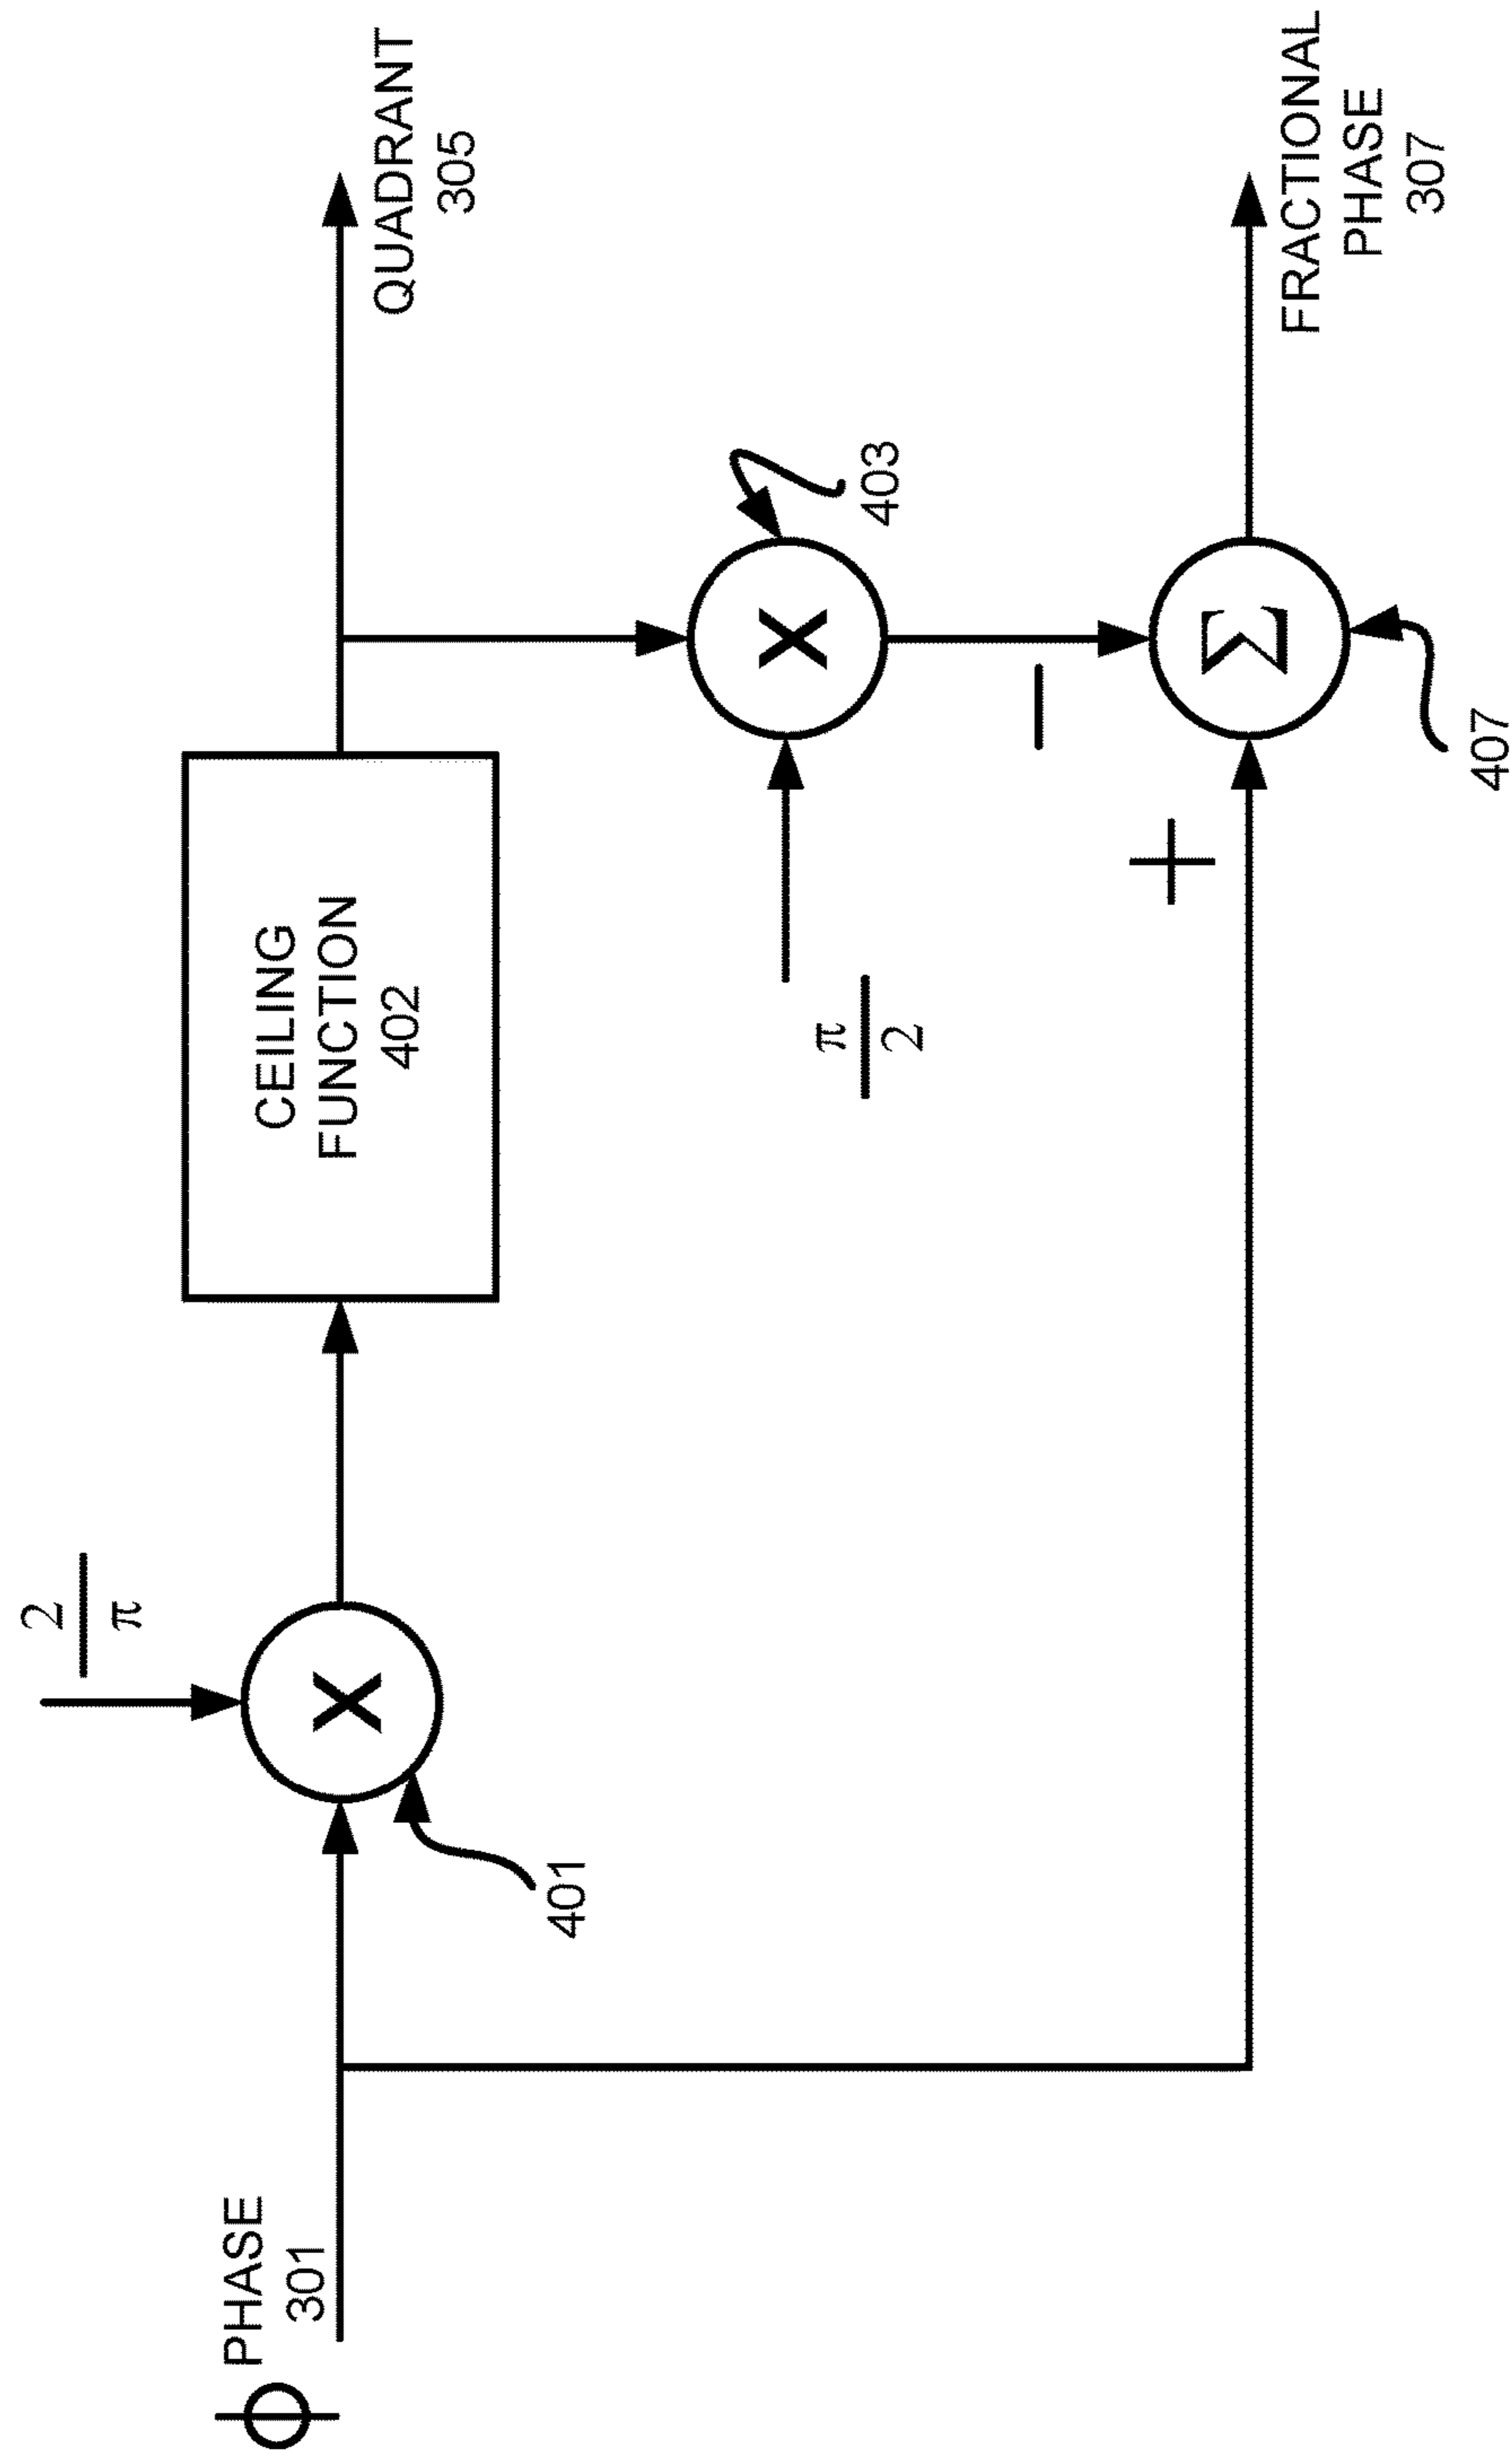 ϕ
PHASE
301
2
π
X
401
CEILING
FUNCTION
402
QUADRANT
305
π
2
X
403
+
−
Σ
407
FRACTIONAL
PHASE
307